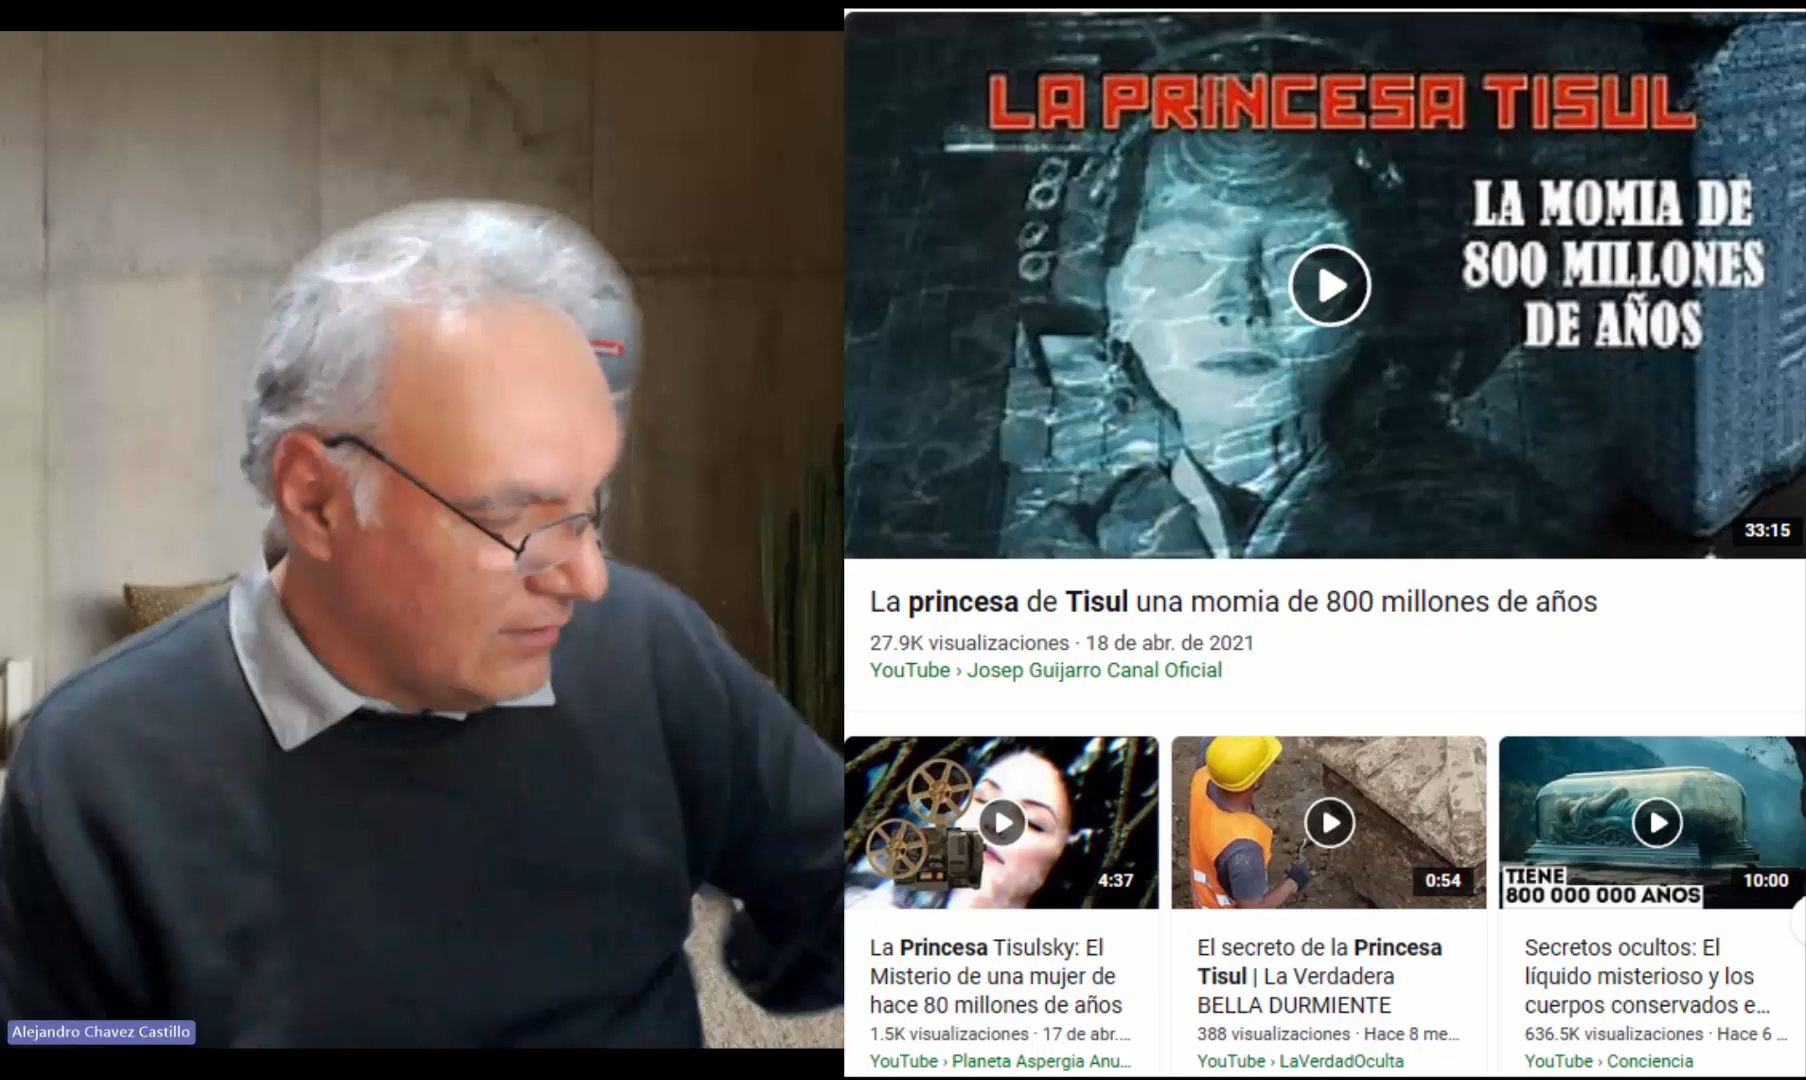 Alejandro Chavez Castillo
LA PRINCESA TISUL
LA MOMIA DE
800 MILLONES
DE AÑOS
33:15
La princesa de Tisul una momia de 800 millones de años
27.9K visualizaciones · 18 de abr. de 2021
YouTube › Josep Guijarro Canal Oficial
4:37
La Princesa Tisulsky: El
Misterio de una mujer de
hace 80 millones de años
1.5K visualizaciones · 17 de abr....
YouTube › Planeta Aspergia Anu...
0:54
El secreto de la Princesa
Tisul | La Verdadera
BELLA DURMIENTE
388 visualizaciones · Hace 8 me...
YouTube › LaVerdadOculta
TIENE
800 000 000 AÑOS
10:00
Secretos ocultos: El
líquido misterioso y los
cuerpos conservados e...
636.5K visualizaciones · Hace 6 ...
YouTube › Conciencia